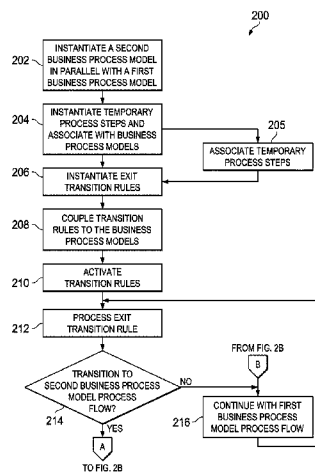 200
202
INSTANTIATE A SECOND
BUSINESS PROCESS MODEL
IN PARALLEL WITH A FIRST
BUSINESS PROCESS MODEL
204
INSTANTIATE TEMPORARY
PROCESS STEPS AND
ASSOCIATE WITH BUSINESS
PROCESS MODELS
205
ASSOCIATE TEMPORARY
PROCESS STEPS
206
INSTANTIATE EXIT
TRANSITION RULES
208
COUPLE TRANSITION
RULES TO THE BUSINESS
PROCESS MODELS
210
ACTIVATE
TRANSITION RULES
212
PROCESS EXIT
TRANSITION RULE
TRANSITION TO
SECOND BUSINESS PROCESS
MODEL PROCESS
FLOW?
214
NO
YES
A
TO FIG. 2B
FROM FIG. 2B
B
216
CONTINUE WITH FIRST
BUSINESS PROCESS
MODEL PROCESS FLOW